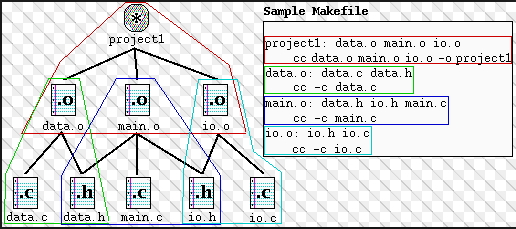 Sample Makefile
*
project1
project1: data.o main.o io.o
cc data.o main.o io.o -o project1
data.o: data.c data.h
cc -c data.c
main.o: data.h io.h main.c
cc -c main.c
io.o: io.h io.c
cc -c io.c
.o .o .o
data.o main.o io.o
.c .h .c .h .c
data.c data.h main.c io.h io.c